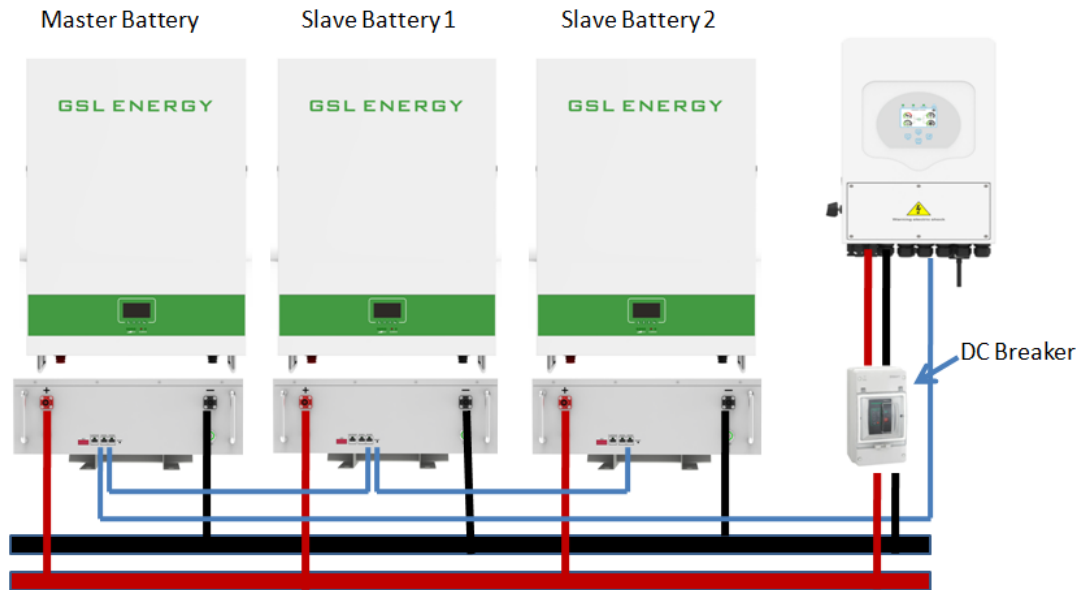 Master Battery
Slave Battery 1
Slave Battery 2
GSL ENERGY
GSL ENERGY
GSL ENERGY
DC Breaker
+
−
+
−
+
−